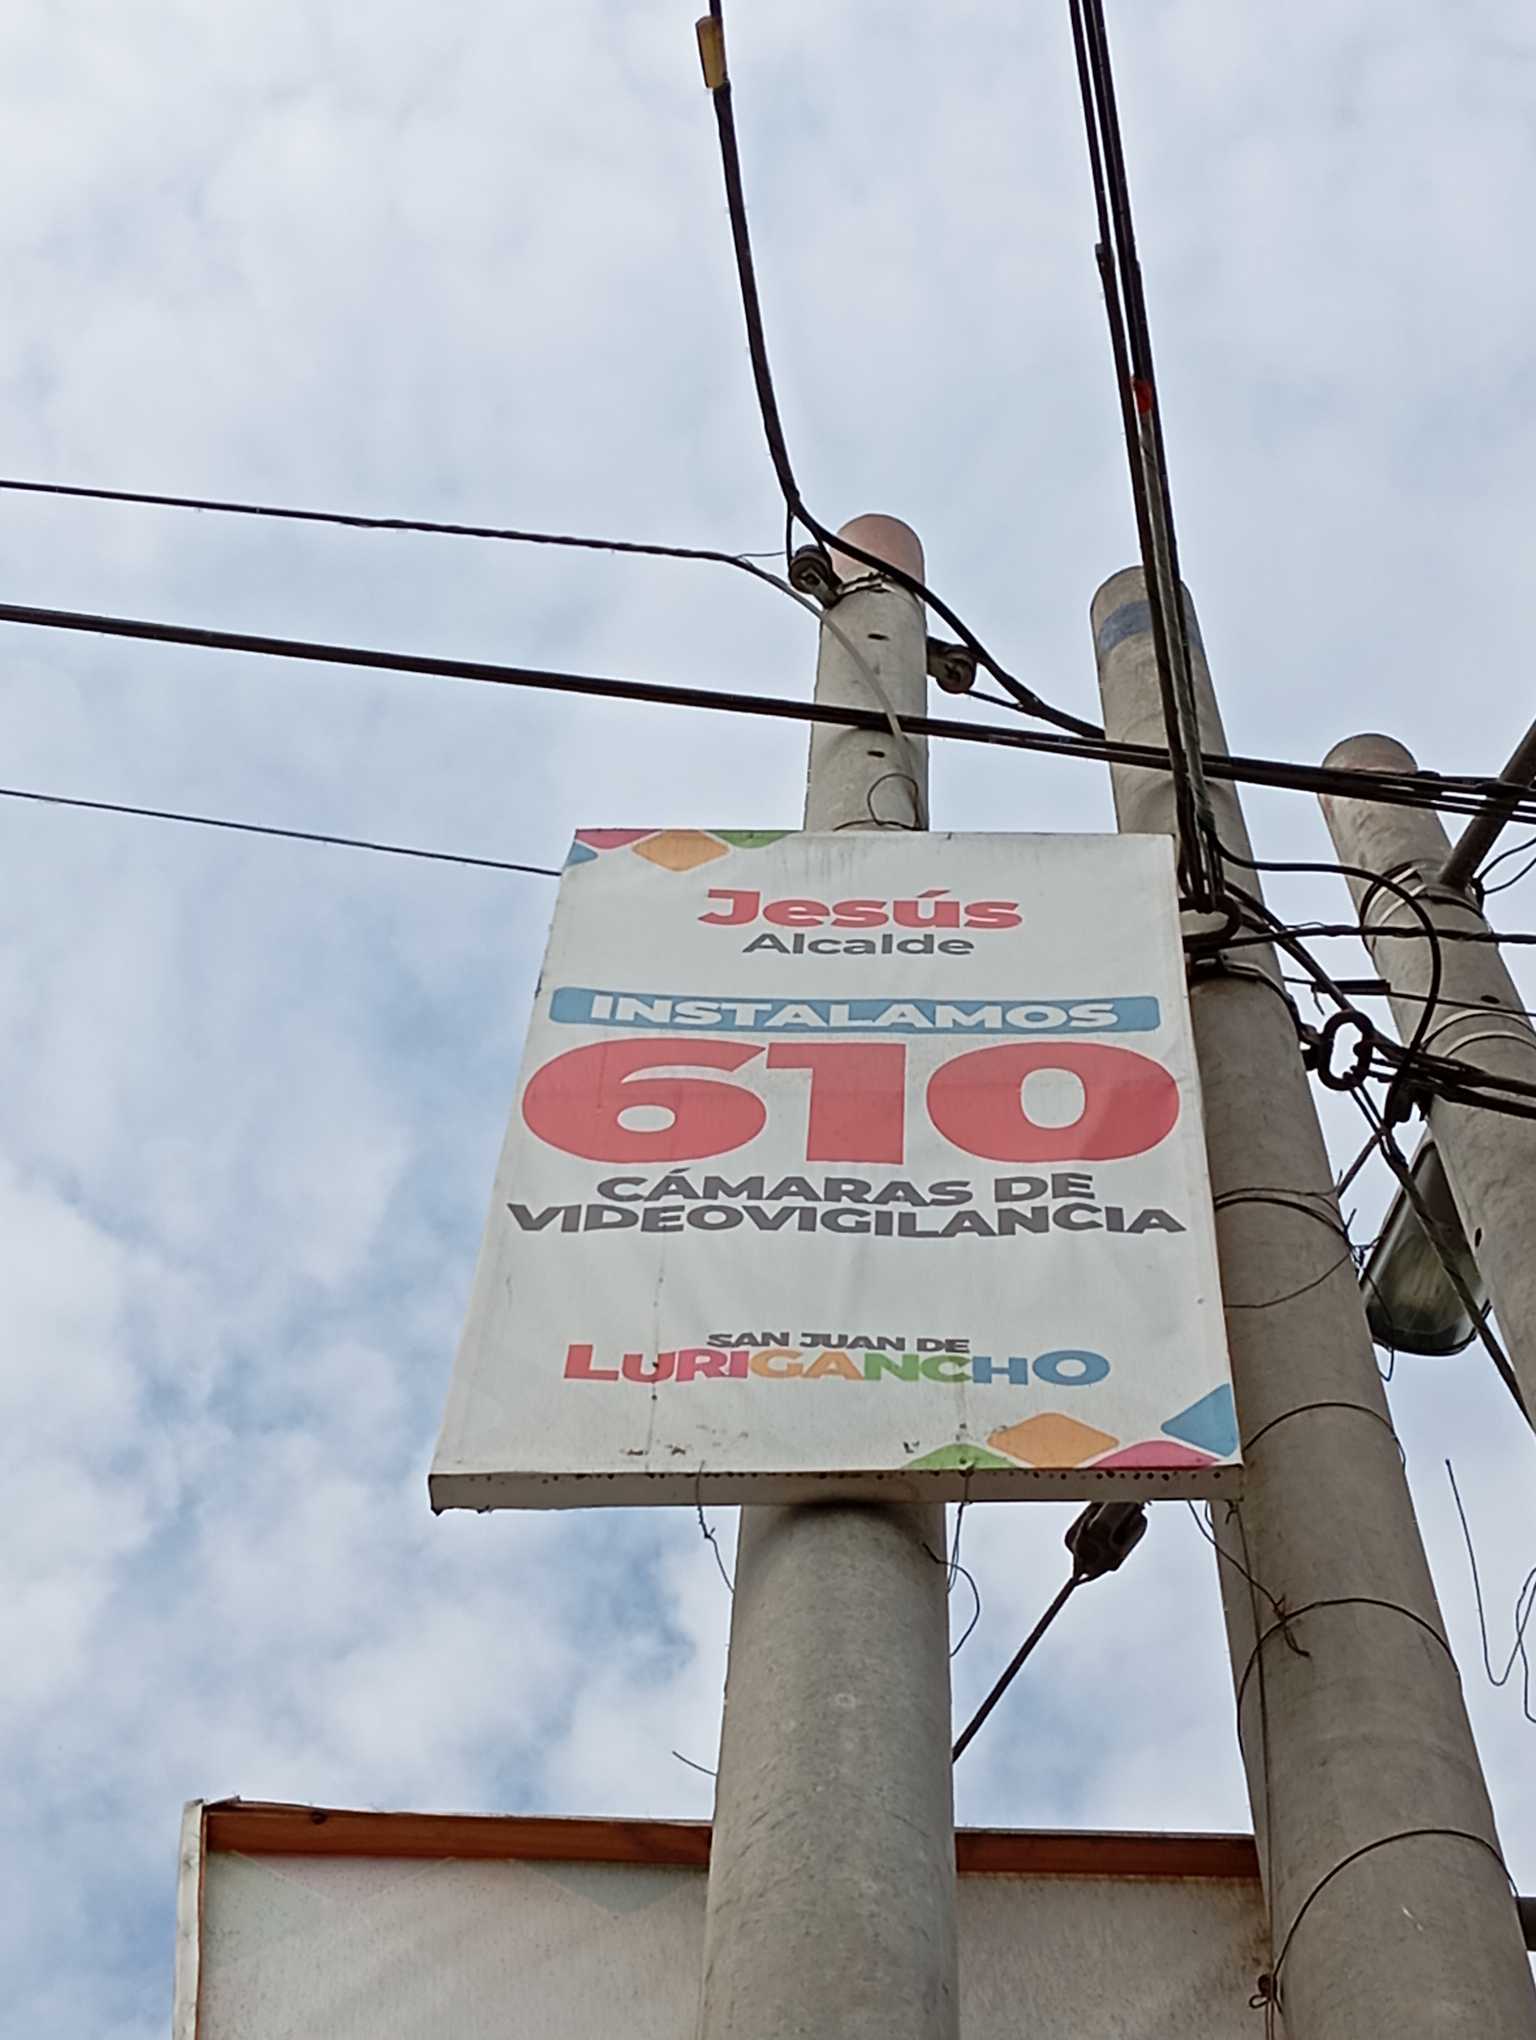 Jesús
Alcalde
INSTALAMOS
610
CÁMARAS DE
VIDEOVIGILANCIA
SAN JUAN DE
LURIGANCHO